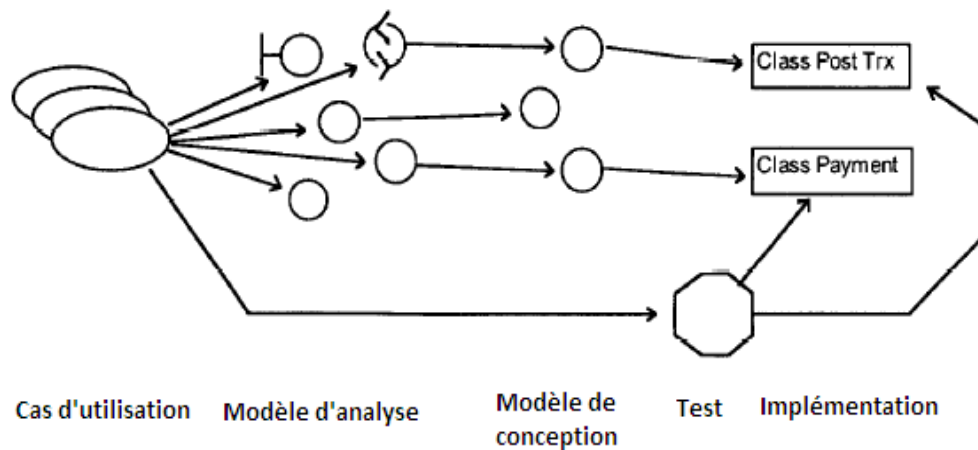 Class Post Trx
Class Payment
Cas d'utilisation
Modèle d'analyse
Modèle de
conception
Test
Implémentation